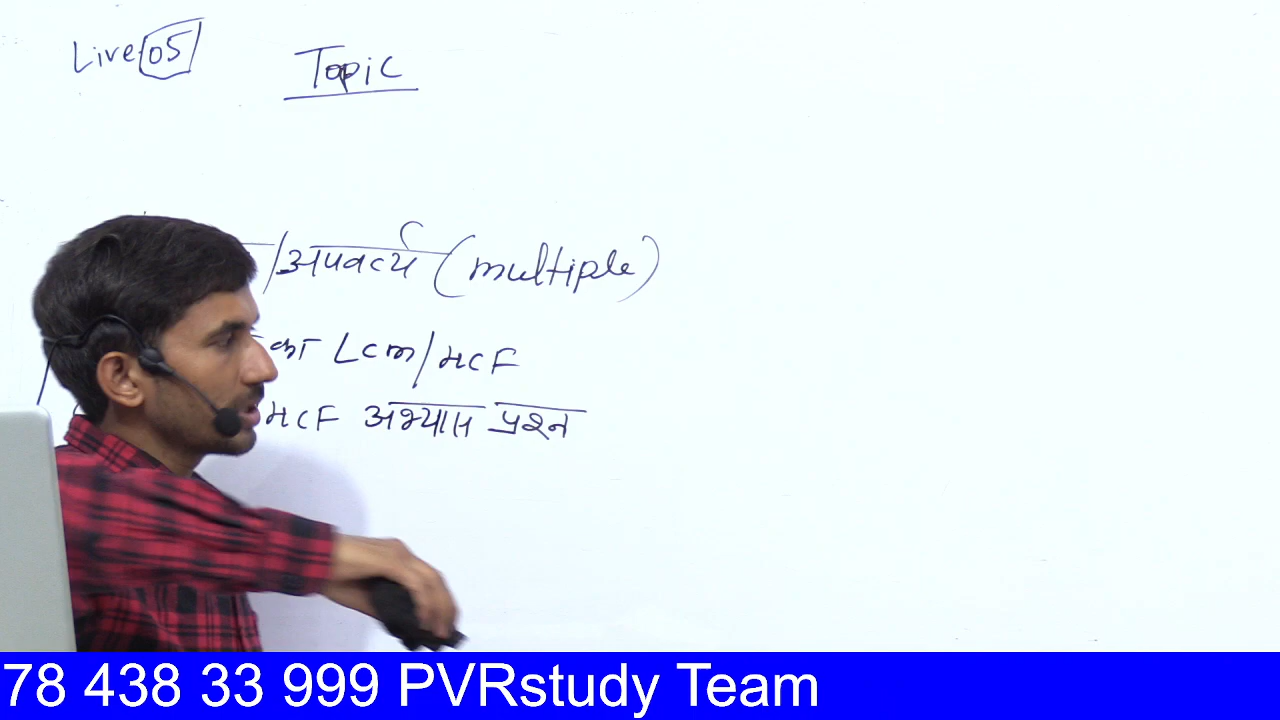 Live 05
Topic
/अपवर्त्य (multiple)
का Lcm/HCF
HCF अभ्यास प्रश्न
78 438 33 999 PVRstudy Team